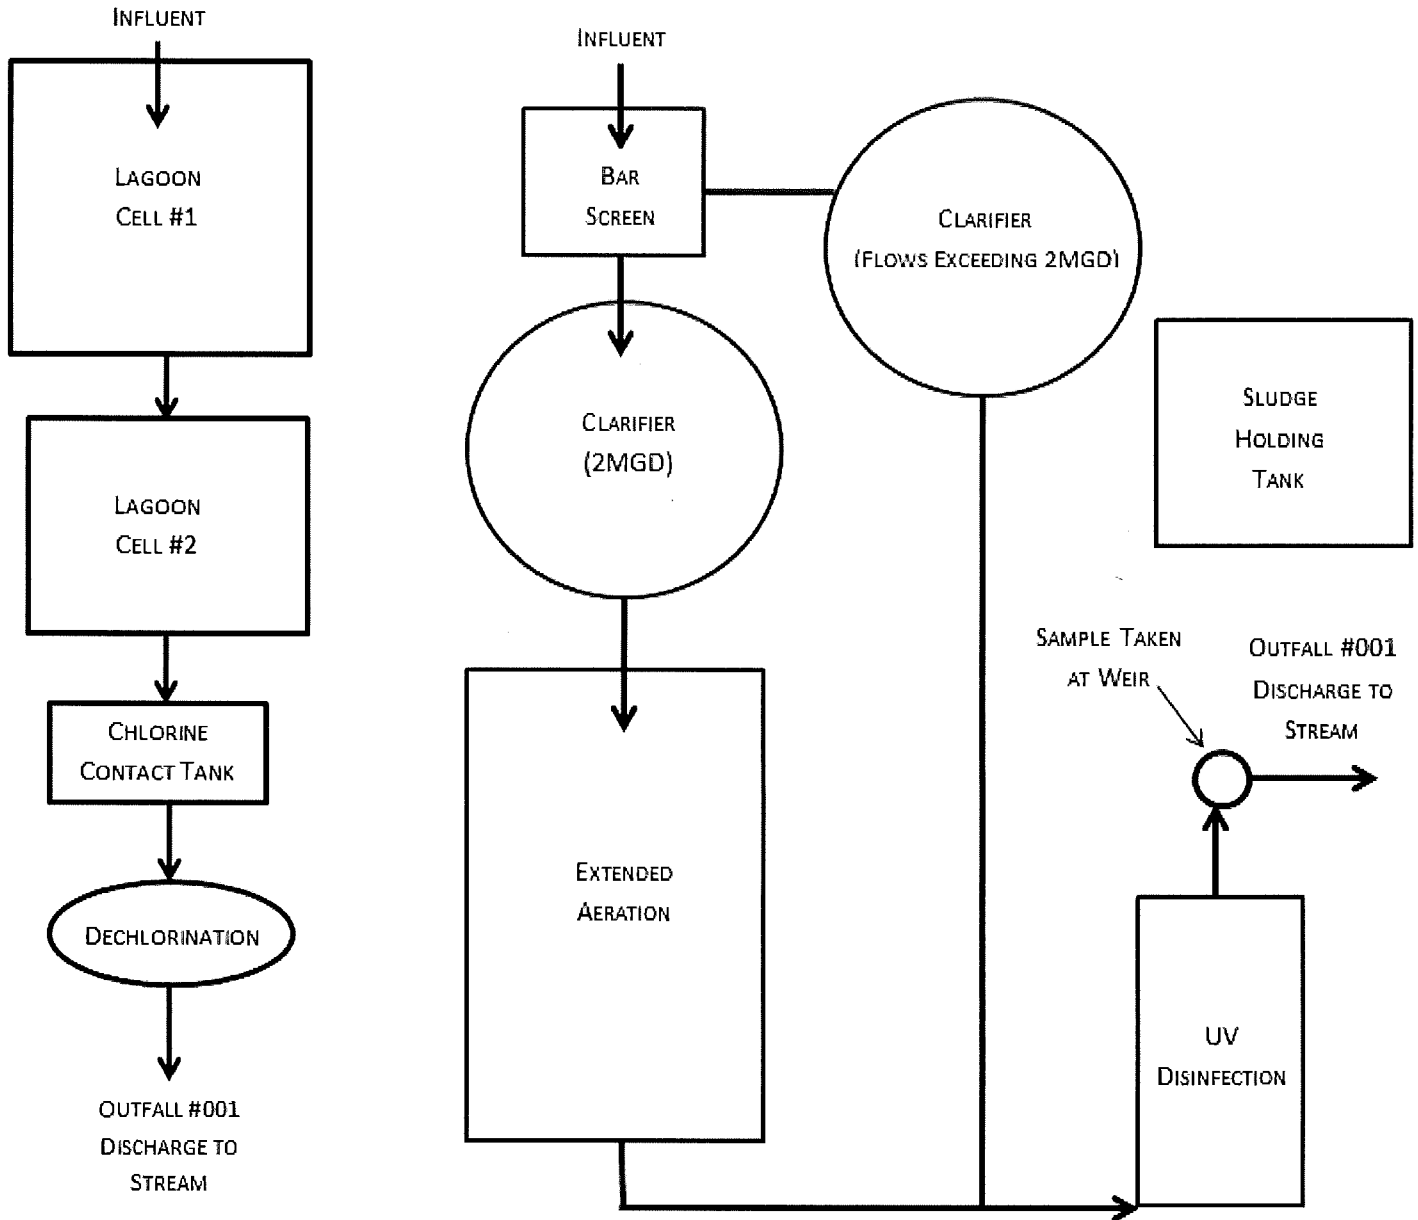 INFLUENT
LAGOON
CELL #1
LAGOON
CELL #2
CHLORINE
CONTACT TANK
DECHLORINATION
OUTFALL #001
DISCHARGE TO
STREAM
INFLUENT
BAR
SCREEN
CLARIFIER
(FLOWS EXCEEDING 2MGD)
CLARIFIER
(2MGD)
EXTENDED
AERATION
SLUDGE
HOLDING
TANK
SAMPLE TAKEN
AT WEIR
OUTFALL #001
DISCHARGE TO
STREAM
UV
DISINFECTION